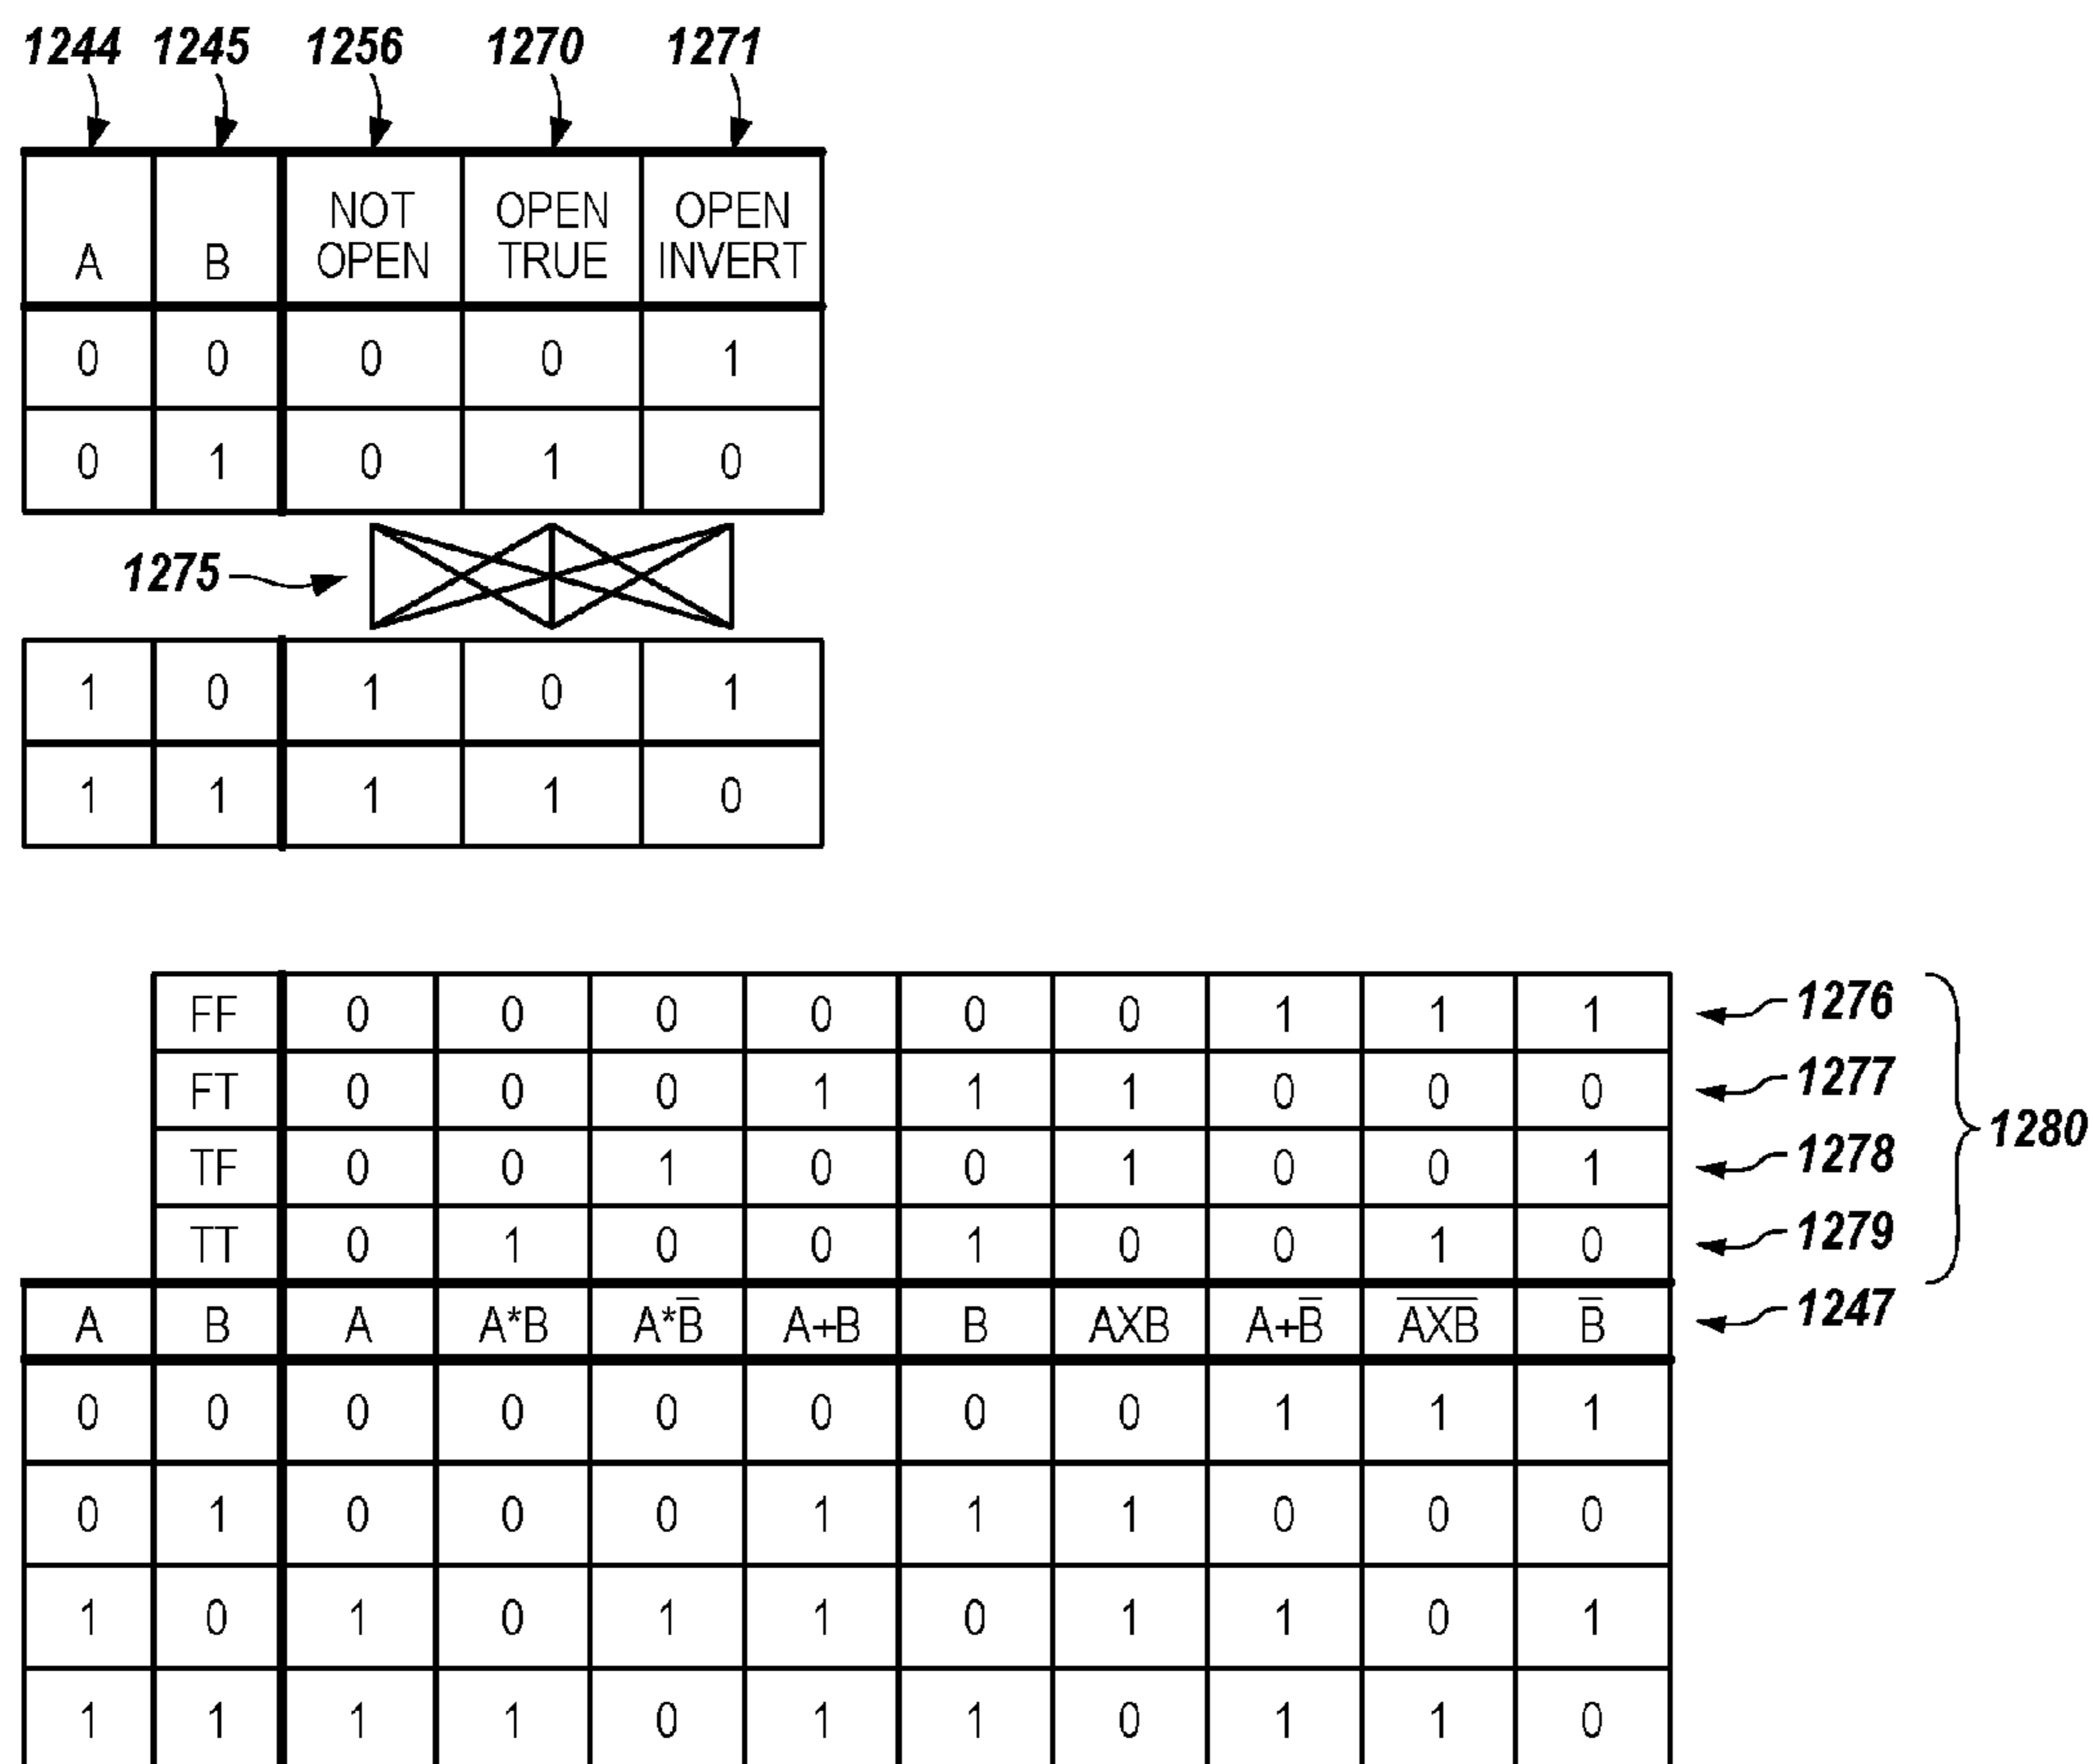 1244 1245 1256 1270 1271
A B NOT OPEN OPEN TRUE OPEN INVERT
0 0 0 0 1
0 1 0 1 0
1275
1 0 1 0 1
1 1 1 1 0
FF 0 0 0 0 0 0 1 1 1 1276
FT 0 0 0 1 1 1 0 0 0 1277
1280
TF 0 0 1 0 0 1 0 0 1 1278
TT 0 1 0 0 1 0 0 1 0 1279
A B A A*B A*B̅ A+B B AXB A+B̅ A̅X̅B̅ B̅ 1247
0 0 0 0 0 0 0 0 1 1 1
0 1 0 0 0 1 1 1 0 0 0
1 0 1 0 1 1 0 1 1 0 1
1 1 1 1 0 1 1 0 1 1 0